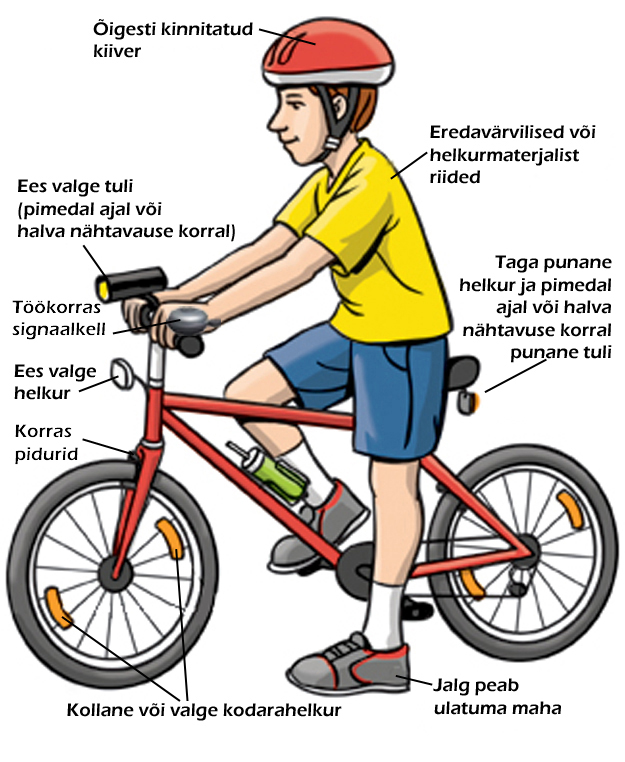 Õigesti kinnitatud
kiiver
Eredavärvilised või
helkurmaterjalist
riided
Ees valge tuli
(pimedal ajal või
halva nähtavause korral)
Taga punane
helkur ja pimedal
ajal või halva
nähtavuse korral
punane tuli
Töökorras
signaalkell
Ees valge
helkur
Korras
pidurid
Jalg peab
ulatuma maha
Kollane või valge kodarahelkur